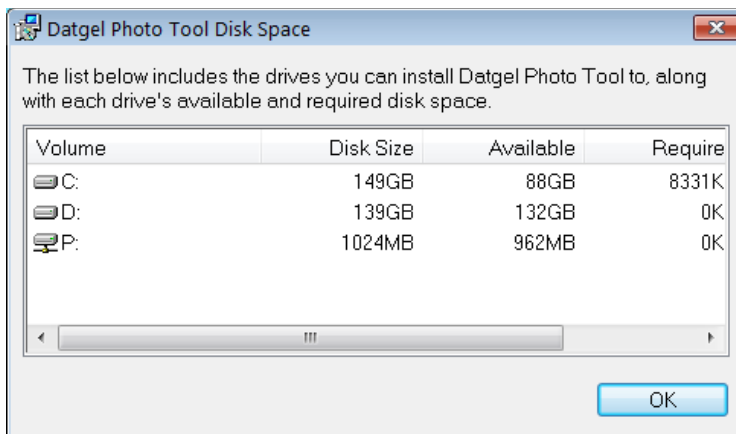 Datgel Photo Tool Disk Space
The list below includes the drives you can install Datgel Photo Tool to, along
with each drive's available and required disk space.
Volume Disk Size Available Require
C: 149GB 88GB 8331K
D: 139GB 132GB 0K
P: 1024MB 962MB 0K
OK